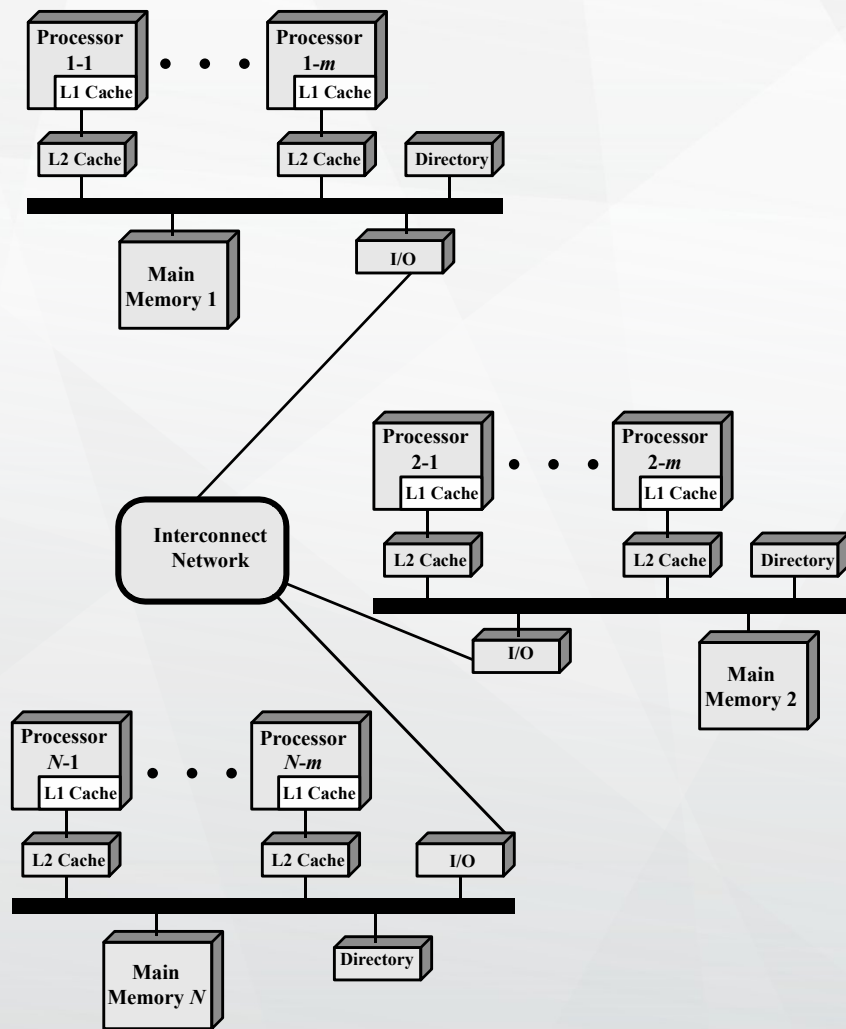 Processor
1-1
L1 Cache
Processor
1-m
L1 Cache
L2 Cache
L2 Cache
Directory
Main
Memory 1
I/O
Processor
2-1
L1 Cache
Processor
2-m
L1 Cache
Interconnect
Network
L2 Cache
L2 Cache
Directory
I/O
Main
Memory 2
Processor
N-1
L1 Cache
Processor
N-m
L1 Cache
L2 Cache
L2 Cache
I/O
Main
Memory N
Directory